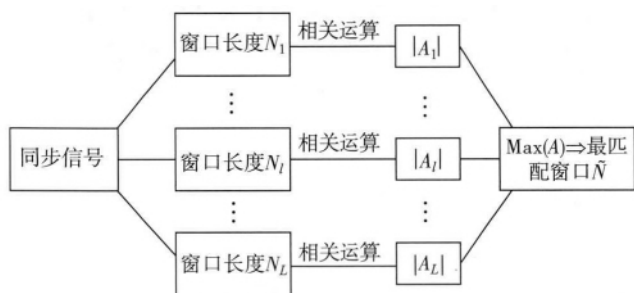 窗口长度N₁
相关运算
|A₁|
⋮
⋮
同步信号
窗口长度Nₗ
相关运算
|Aₗ|
Max(A)⇒最匹
配窗口Ñ
⋮
⋮
窗口长度N_L
相关运算
|A_L|